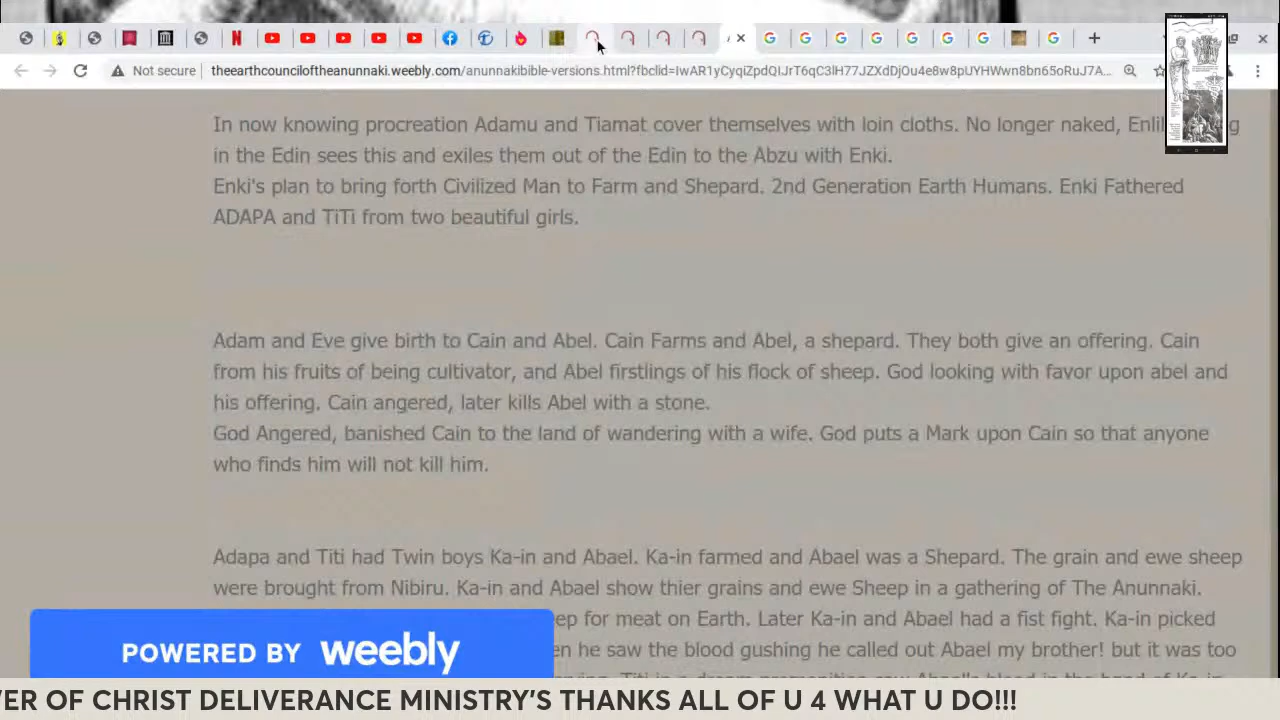 Not secure
theearthcounciloftheanunnaki.weebly.com/anunnakibible-versions.html?fbclid=IwAR1yCyqiZpdQuJrT6qC3lH77JZXdDjOu4e8w8pUYHWwn8bn65oRuJ7A...
In now knowing procreation Adamu and Tiamat cover themselves with loin cloths. No longer naked,
in the Edin sees this and exiles them out of the Edin to the Abzu with Enki.
Enki's plan to bring forth Civilized Man to Farm and Shepard. 2nd Generation Earth Humans. Enki Fathered
ADAPA and TiTi from two beautiful girls.
Adam and Eve give birth to Cain and Abel. Cain Farms and Abel, a shepard. They both give an offering. Cain
from his fruits of being cultivator, and Abel firstlings of his flock of sheep. God looking with favor upon abel and
his offering. Cain angered, later kills Abel with a stone.
God Angered, banished Cain to the land of wandering with a wife. God puts a Mark upon Cain so that anyone
who finds him will not kill him.
Adapa and Titi had Twin boys Ka-in and Abael. Ka-in farmed and Abael was a Shepard. The grain and ewe sheep
were brought from Nibiru. Ka-in and Abael show thier grains and ewe Sheep in a gathering of The Anunnaki.
for meat on Earth. Later Ka-in and Abael had a fist fight. Ka-in picked
he saw the blood gushing he called out Abael my brother! but it was too
POWERED BY weebly
OF CHRIST DELIVERANCE MINISTRY'S THANKS ALL OF U 4 WHAT U DO!!!